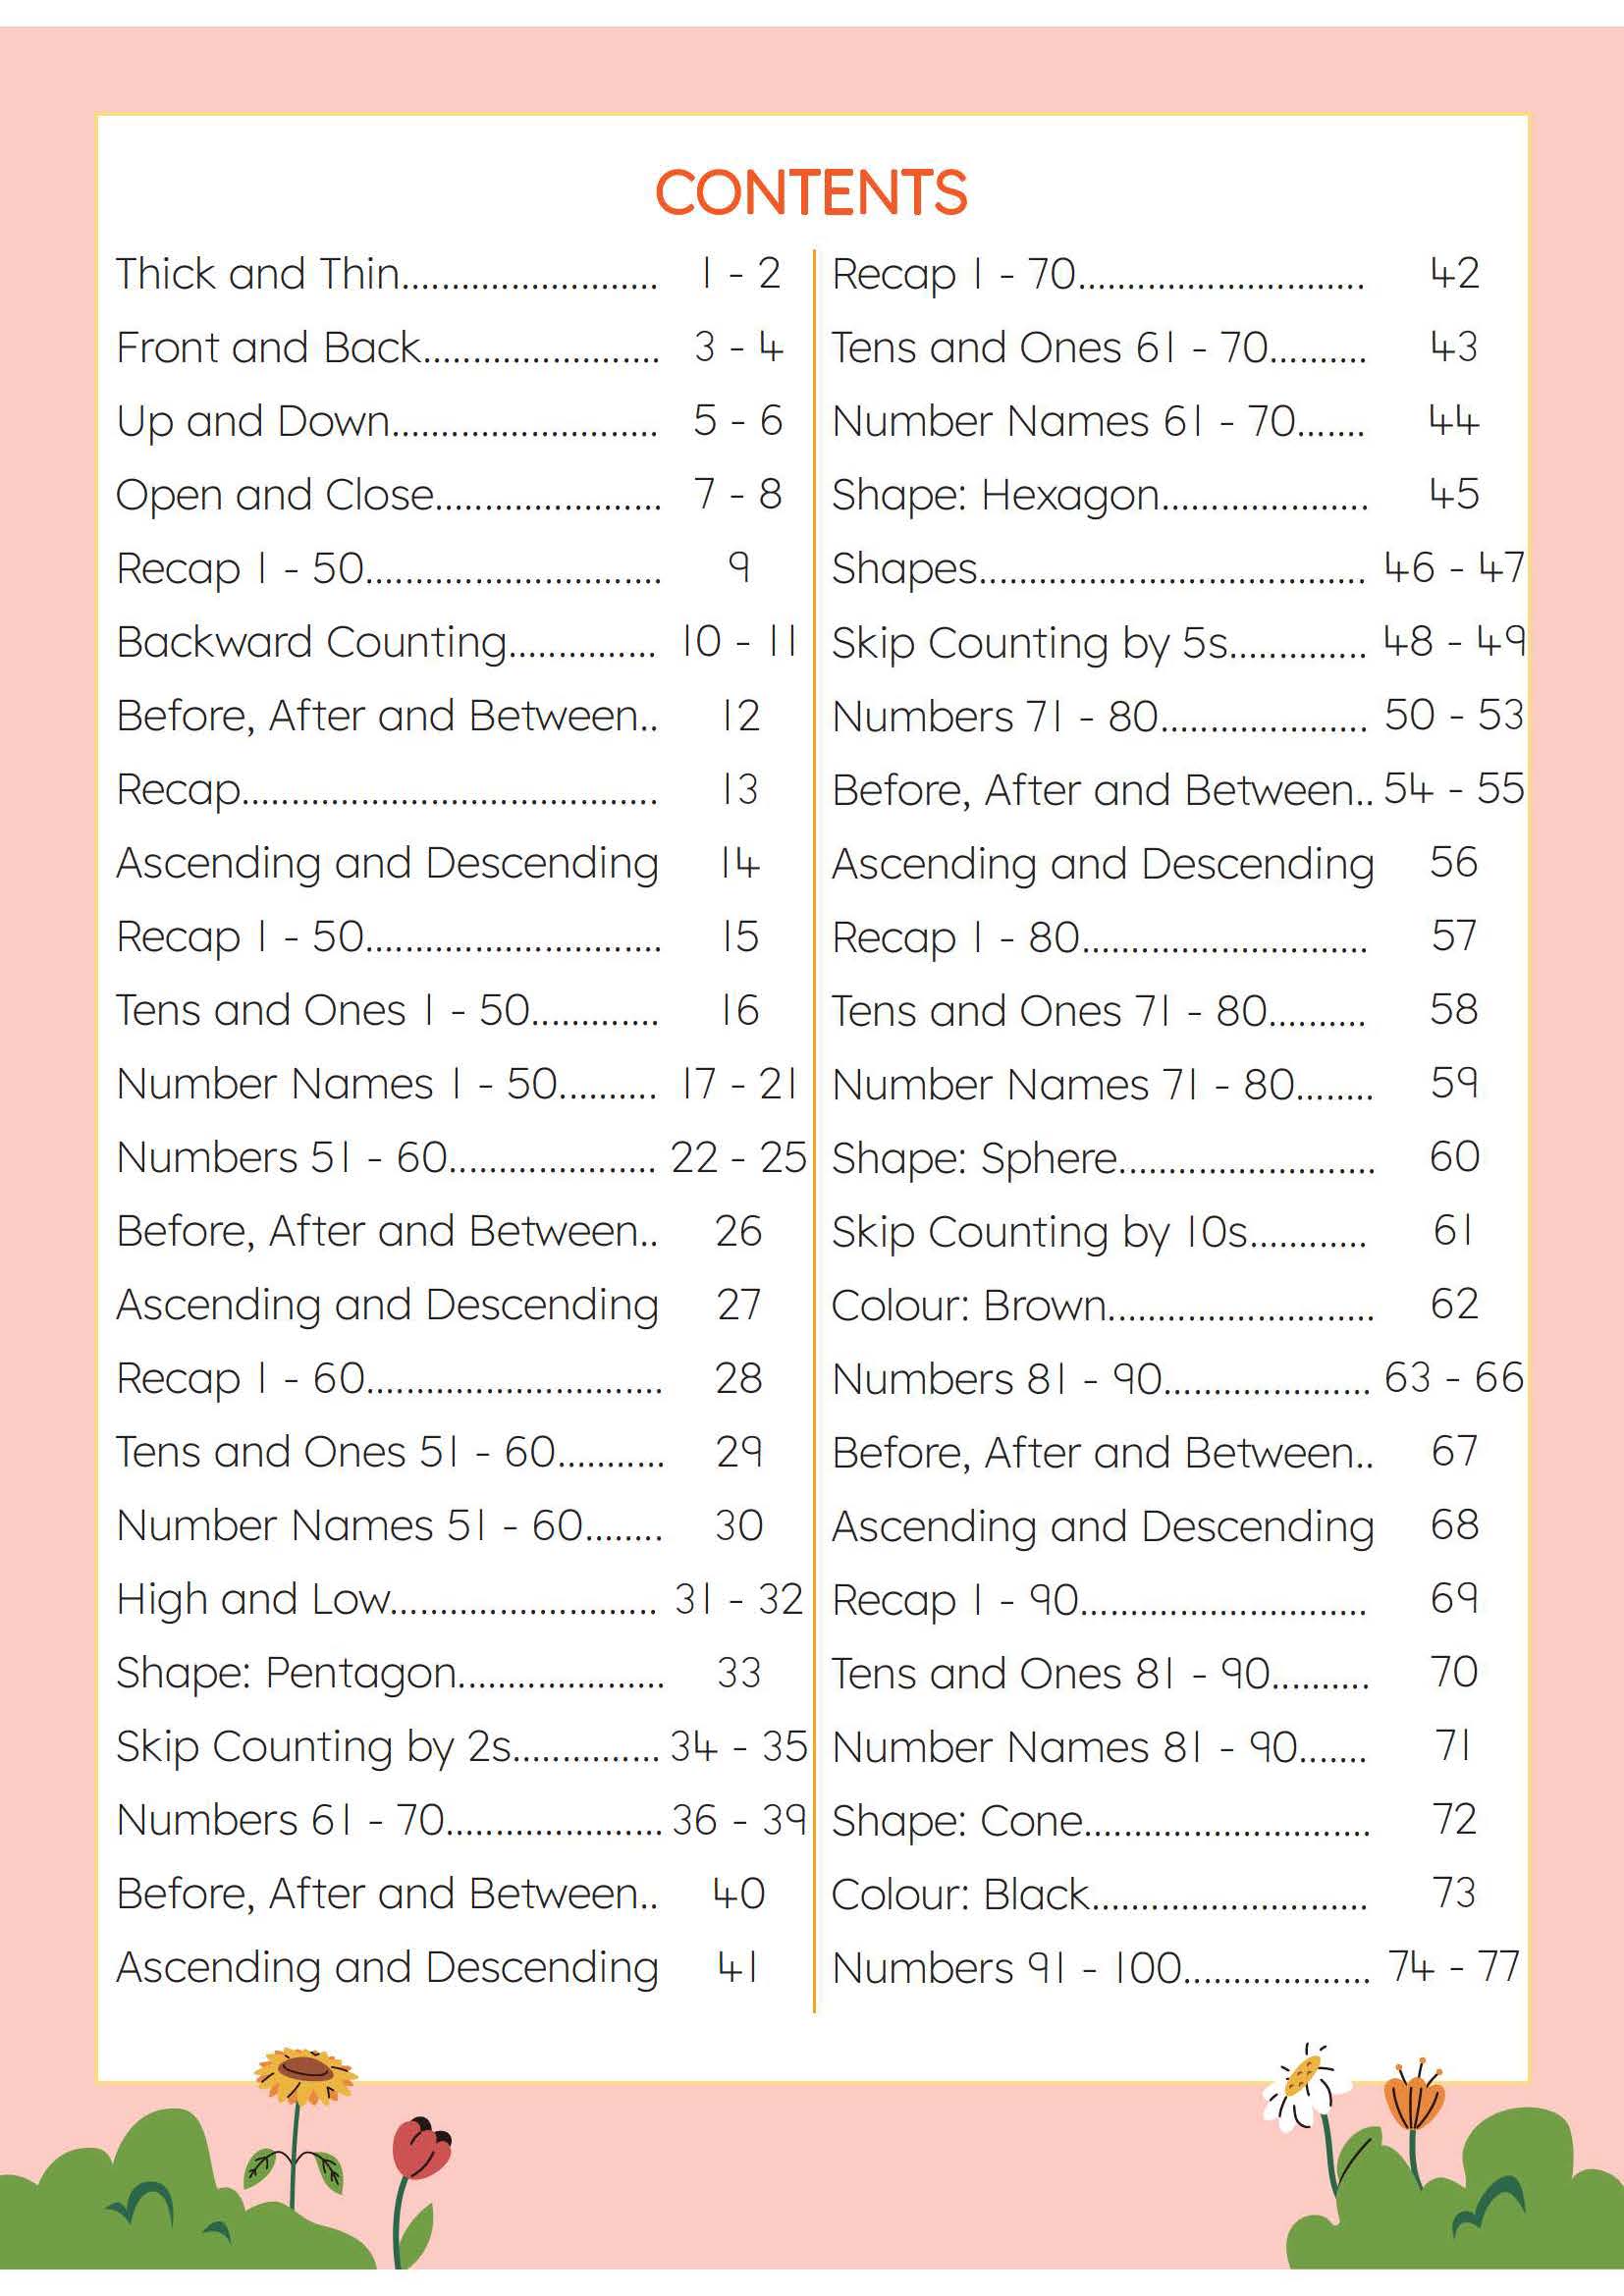 CONTENTS
Thick and Thin.......................... 1 - 2
Front and Back........................ 3 - 4
Up and Down........................... 5 - 6
Open and Close....................... 7 - 8
Recap 1 - 50.............................. 9
Backward Counting............... 10 - 11
Before, After and Between.. 12
Recap.......................................... 13
Ascending and Descending 14
Recap 1 - 50.............................. 15
Tens and Ones 1 - 50............. 16
Number Names 1 - 50.......... 17 - 21
Numbers 51 - 60..................... 22 - 25
Before, After and Between.. 26
Ascending and Descending 27
Recap 1 - 60.............................. 28
Tens and Ones 51 - 60........... 29
Number Names 51 - 60........ 30
High and Low........................... 31 - 32
Shape: Pentagon..................... 33
Skip Counting by 2s............... 34 - 35
Numbers 61 - 70...................... 36 - 39
Before, After and Between.. 40
Ascending and Descending 41
Recap 1 - 70............................. 42
Tens and Ones 61 - 70.......... 43
Number Names 61 - 70....... 44
Shape: Hexagon..................... 45
Shapes....................................... 46 - 47
Skip Counting by 5s.............. 48 - 49
Numbers 71 - 80..................... 50 - 53
Before, After and Between.. 54 - 55
Ascending and Descending 56
Recap 1 - 80............................. 57
Tens and Ones 71 - 80.......... 58
Number Names 71 - 80........ 59
Shape: Sphere.......................... 60
Skip Counting by 10s............ 61
Colour: Brown........................... 62
Numbers 81 - 90..................... 63 - 66
Before, After and Between.. 67
Ascending and Descending 68
Recap 1 - 90............................. 69
Tens and Ones 81 - 90.......... 70
Number Names 81 - 90....... 71
Shape: Cone............................. 72
Colour: Black............................ 73
Numbers 91 - 100................... 74 - 77